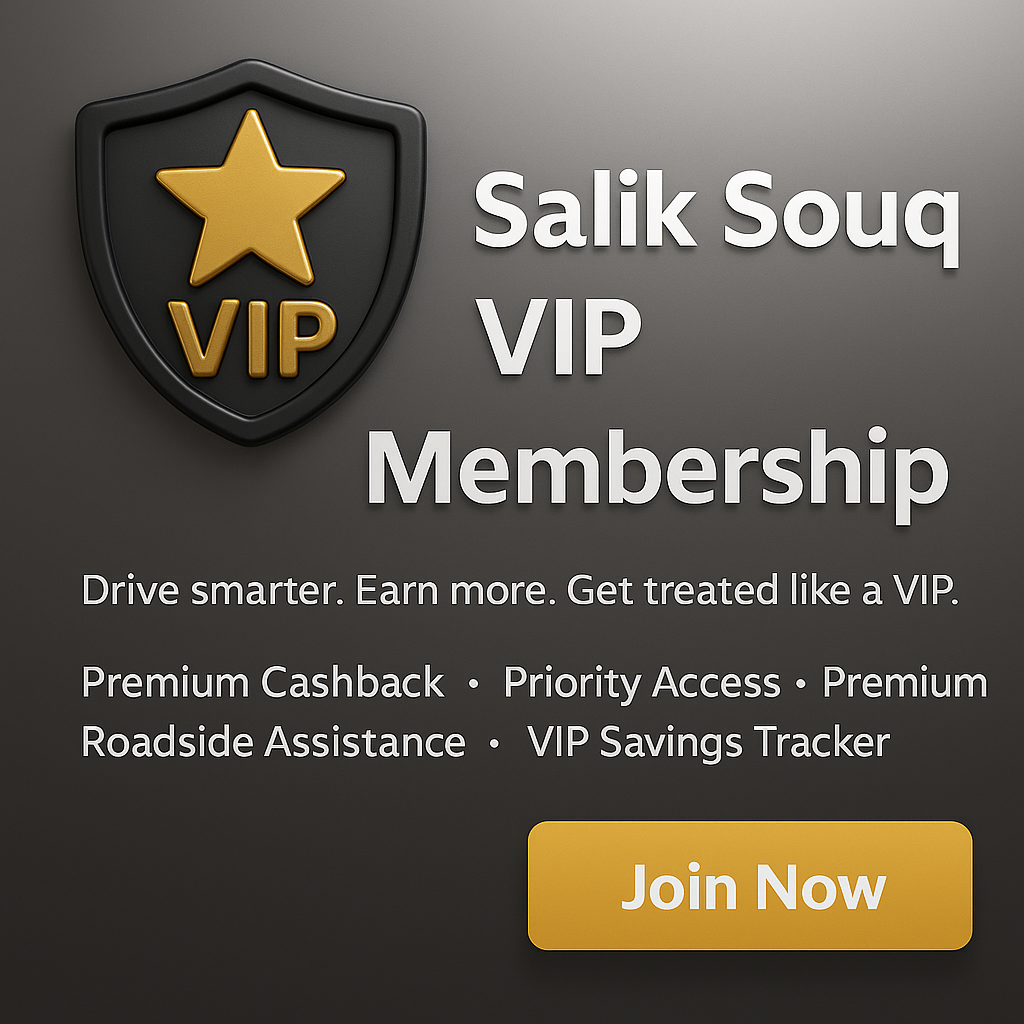 VIP
Salik Souq
VIP
Membership
Drive smarter. Earn more. Get treated like a VIP.
Premium Cashback • Priority Access • Premium
Roadside Assistance • VIP Savings Tracker
Join Now